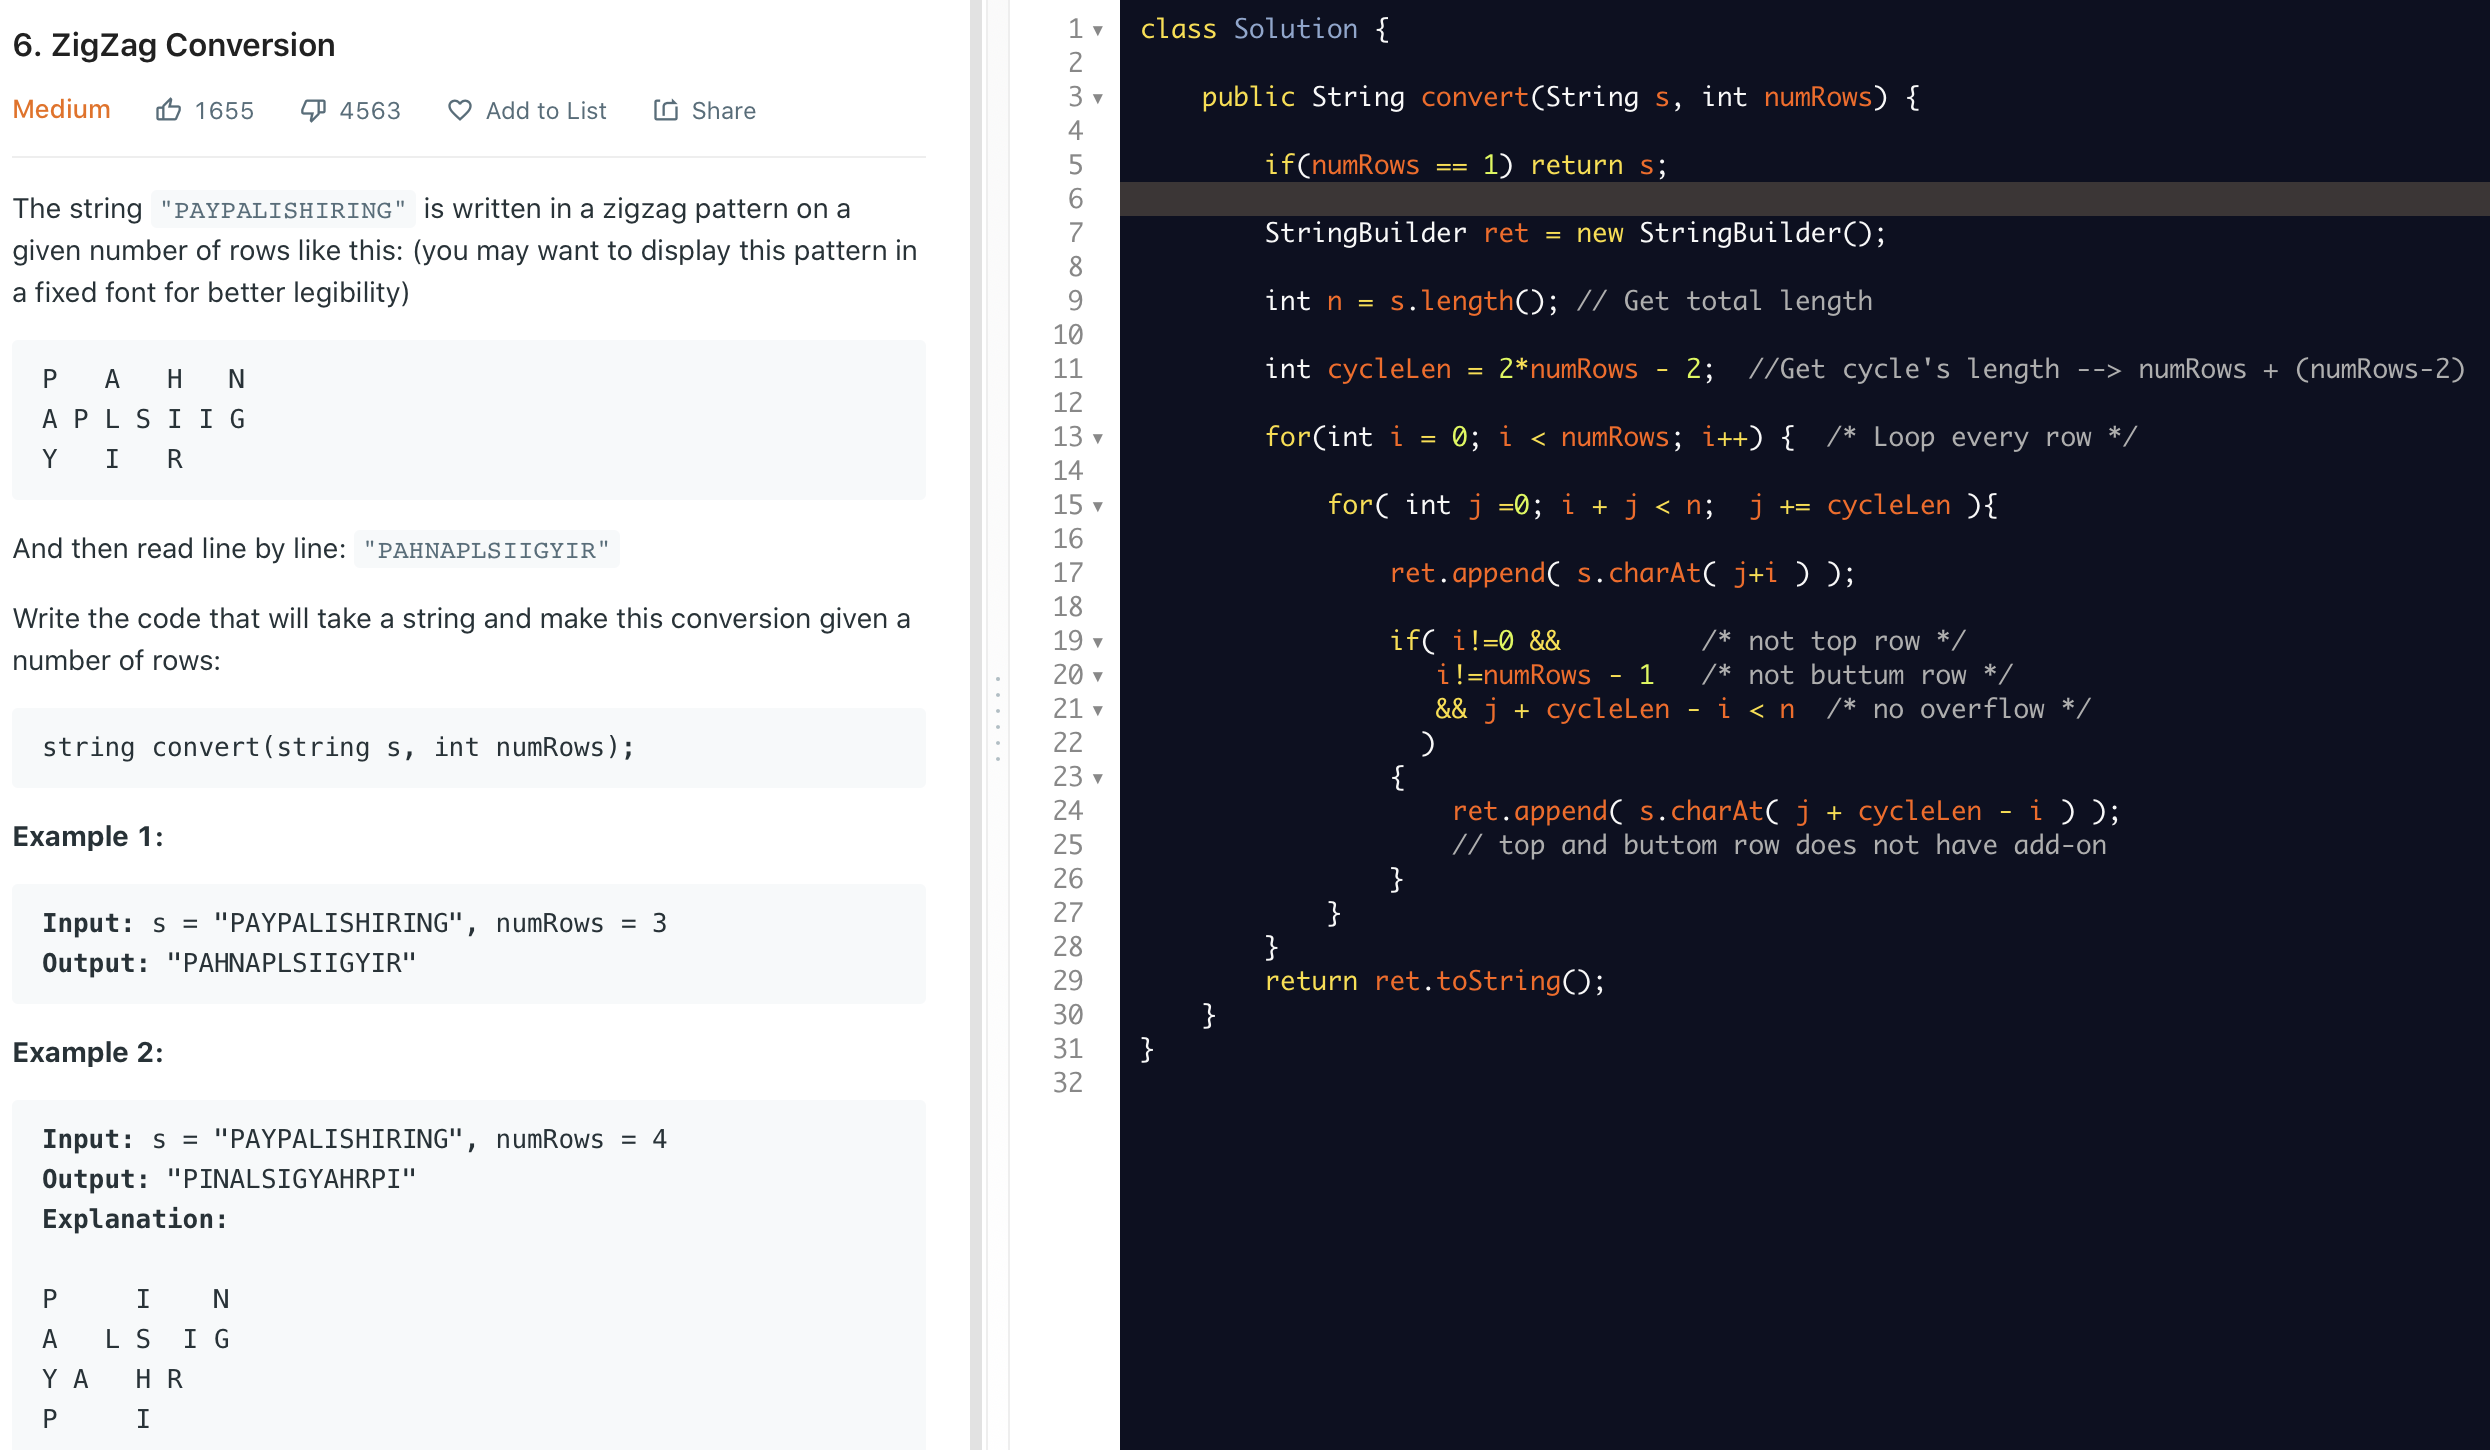 6. ZigZag Conversion
Medium 1655 4563 Add to List Share
The string "PAYPALISHIRING" is written in a zigzag pattern on a
given number of rows like this: (you may want to display this pattern in
a fixed font for better legibility)
P   A   H   N
A P L S I I G
Y   I   R
And then read line by line: "PAHNAPLSIIGYIR"
Write the code that will take a string and make this conversion given a
number of rows:
string convert(string s, int numRows);
Example 1:
Input: s = "PAYPALISHIRING", numRows = 3
Output: "PAHNAPLSIIGYIR"
Example 2:
Input: s = "PAYPALISHIRING", numRows = 4
Output: "PINALSIGYAHRPI"
Explanation:
P     I    N
A   L S  I G
Y A   H R
P     I
1 class Solution {
2
3     public String convert(String s, int numRows) {
4
5         if(numRows == 1) return s;
6
7         StringBuilder ret = new StringBuilder();
8
9         int n = s.length(); // Get total length
10
11         int cycleLen = 2*numRows - 2;  //Get cycle's length --> numRows + (numRows-2)
12
13         for(int i = 0; i < numRows; i++) {  /* Loop every row */
14
15             for( int j =0; i + j < n;  j += cycleLen ){
16
17                 ret.append( s.charAt( j+i ) );
18
19                 if( i!=0 &&         /* not top row */
20                    i!=numRows - 1   /* not buttum row */
21                    && j + cycleLen - i < n  /* no overflow */
22                   )
23                 {
24                     ret.append( s.charAt( j + cycleLen - i ) );
25                     // top and buttom row does not have add-on
26                 }
27             }
28         }
29         return ret.toString();
30     }
31 }
32